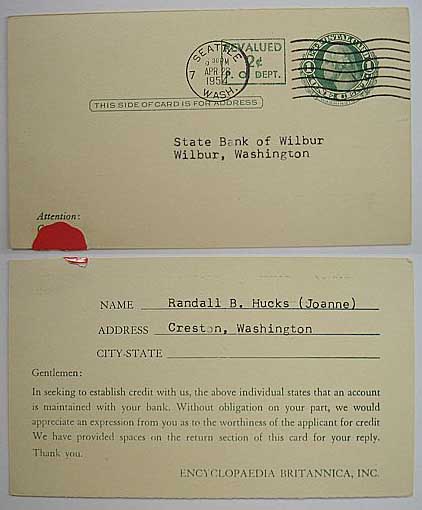 SEATTLE
7
APR 28
WASH.
REVALUED
2¢
P. O. DEPT.
THIS SIDE OF CARD IS FOR ADDRESS
State Bank of Wilbur
Wilbur, Washington
Attention:
NAME Randall B. Hucks (Joanne)
ADDRESS Creston, Washington
CITY-STATE
Gentlemen:
In seeking to establish credit with us, the above individual states that an account
is maintained with your bank. Without obligation on your part, we would
appreciate an expression from you as to the worthiness of the applicant for credit
We have provided spaces on the return section of this card for your reply.
Thank you.
ENCYCLOPAEDIA BRITANNICA, INC.